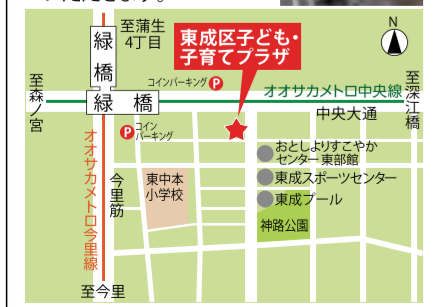 いただきます。
至蒲生
4丁目
緑橋
東成区子ども・
子育てプラザ
N
コインパーキング P
オオサカメトロ中央線
至森ノ宮
緑橋
至深江橋
中央大通
P コイン
パーキング
おとしよりすこやか
センター東部館
東成スポーツセンター
東成プール
神路公園
東中本
小学校
今里筋
オオサカメトロ今里線
至今里